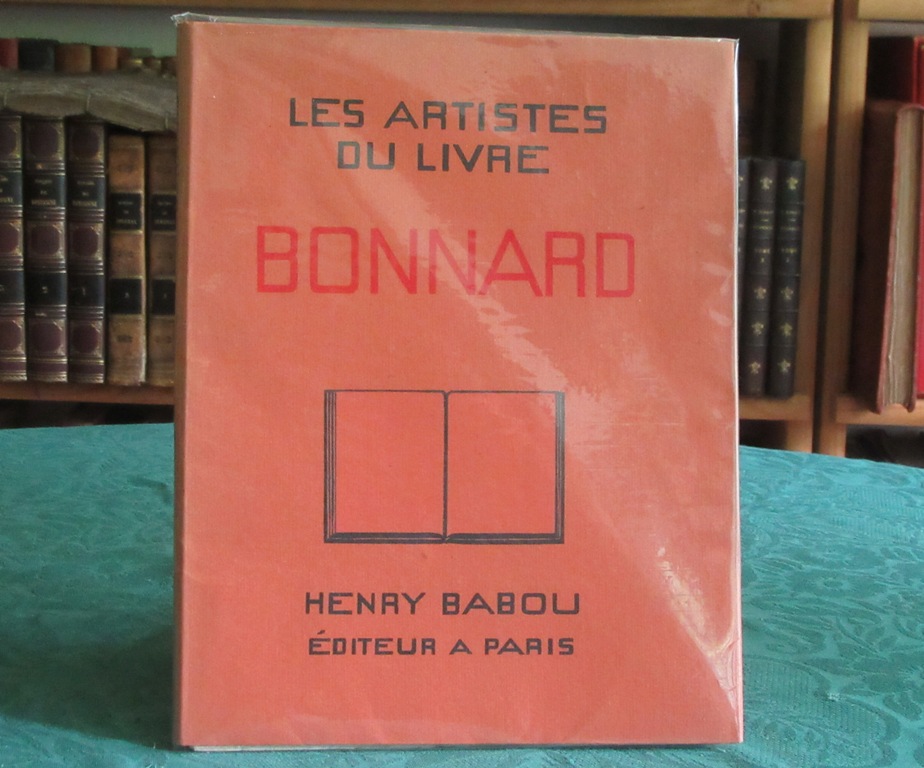 LES ARTISTES
DU LIVRE
BONNARD
HENRY BABOU
ÉDITEUR A PARIS